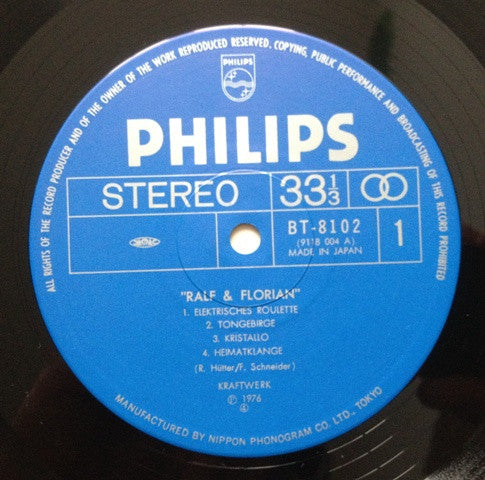 ALL RIGHTS OF THE RECORD PRODUCER AND OF THE OWNER OF THE WORK REPRODUCED RESERVED. COPYING, PUBLIC PERFORMANCE AND BROADCASTING OF THIS RECORD PROHIBITED
PHILIPS
PHILIPS
STEREO 33⅓
BT-8102
(9118 004 A)
MADE IN JAPAN
1
"RALF & FLORIAN"
1. ELEKTRISCHES ROULETTE
2. TONGEBIRGE
3. KRISTALLO
4. HEIMATKLANGE
(R. Hütter/F. Schneider)
KRAFTWERK
Ⓟ 1976
④
MANUFACTURED BY NIPPON PHONOGRAM CO., LTD., TOKYO